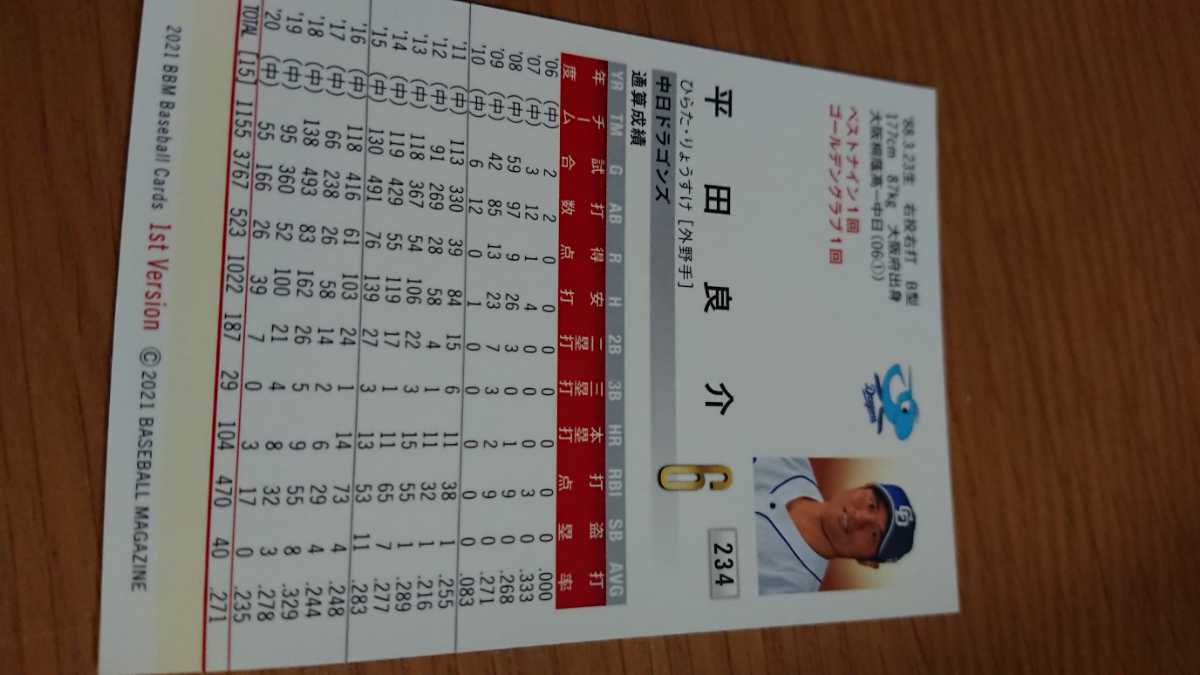 '88.3.23生 右投右打 B型
177cm 87kg 大阪府出身
大阪桐蔭高―中日(06①)
ベストナイン1回
ゴールデングラブ1回
Dragons
CD
234
平田良介 6
ひらた・りょうすけ[外野手]
中日ドラゴンズ
通算成績
YR TM G AB R H 2B 3B HR RBI SB AVG
年度 チーム 試合 打数 得点 安打 二塁打 三塁打 本塁打 打点 盗塁 打率
'06 (中) 2 2 0 0 0 0 0 0 0 .000
'07 (中) 3 12 1 4 0 0 0 3 0 .333
'08 (中) 59 97 9 26 3 0 1 9 0 .268
'09 (中) 42 85 13 23 7 3 2 9 0 .271
'10 (中) 6 12 0 1 0 0 0 0 0 .083
'11 (中) 113 330 39 84 15 6 11 38 1 .255
'12 (中) 91 269 28 58 4 1 11 32 1 .216
'13 (中) 118 367 54 106 22 3 15 55 1 .289
'14 (中) 119 429 55 119 17 1 11 65 7 .277
'15 (中) 130 491 76 139 27 3 13 53 11 .283
'16 (中) 118 416 61 103 24 1 14 73 4 .248
'17 (中) 66 238 26 58 14 2 6 29 4 .244
'18 (中) 138 493 83 162 26 5 9 55 8 .329
'19 (中) 95 360 52 100 21 4 8 32 3 .278
'20 (中) 55 166 26 39 7 0 3 17 0 .235
TOTAL [15] 1155 3767 523 1022 187 29 104 470 40 .271
2021 BBM Baseball Cards 1st Version © 2021 BASEBALL MAGAZINE